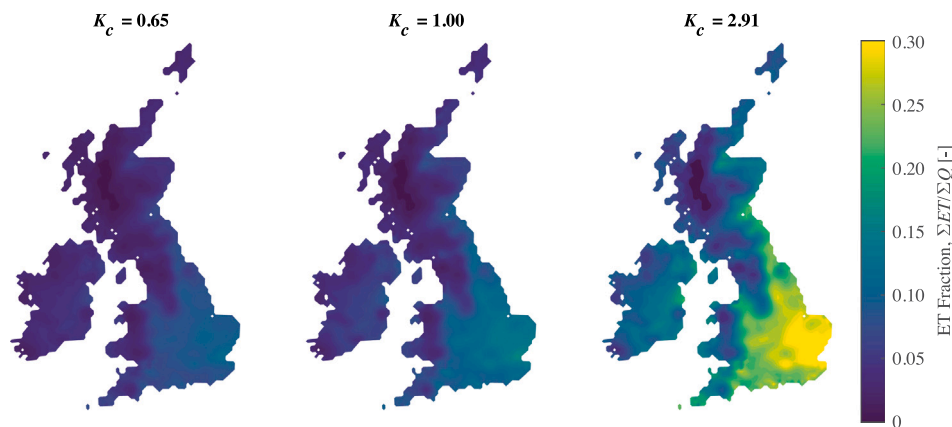 K_c = 0.65
K_c = 1.00
K_c = 2.91
0.30
0.25
0.20
0.15
0.10
0.05
0
ET Fraction, ΣET/ΣQ [-]